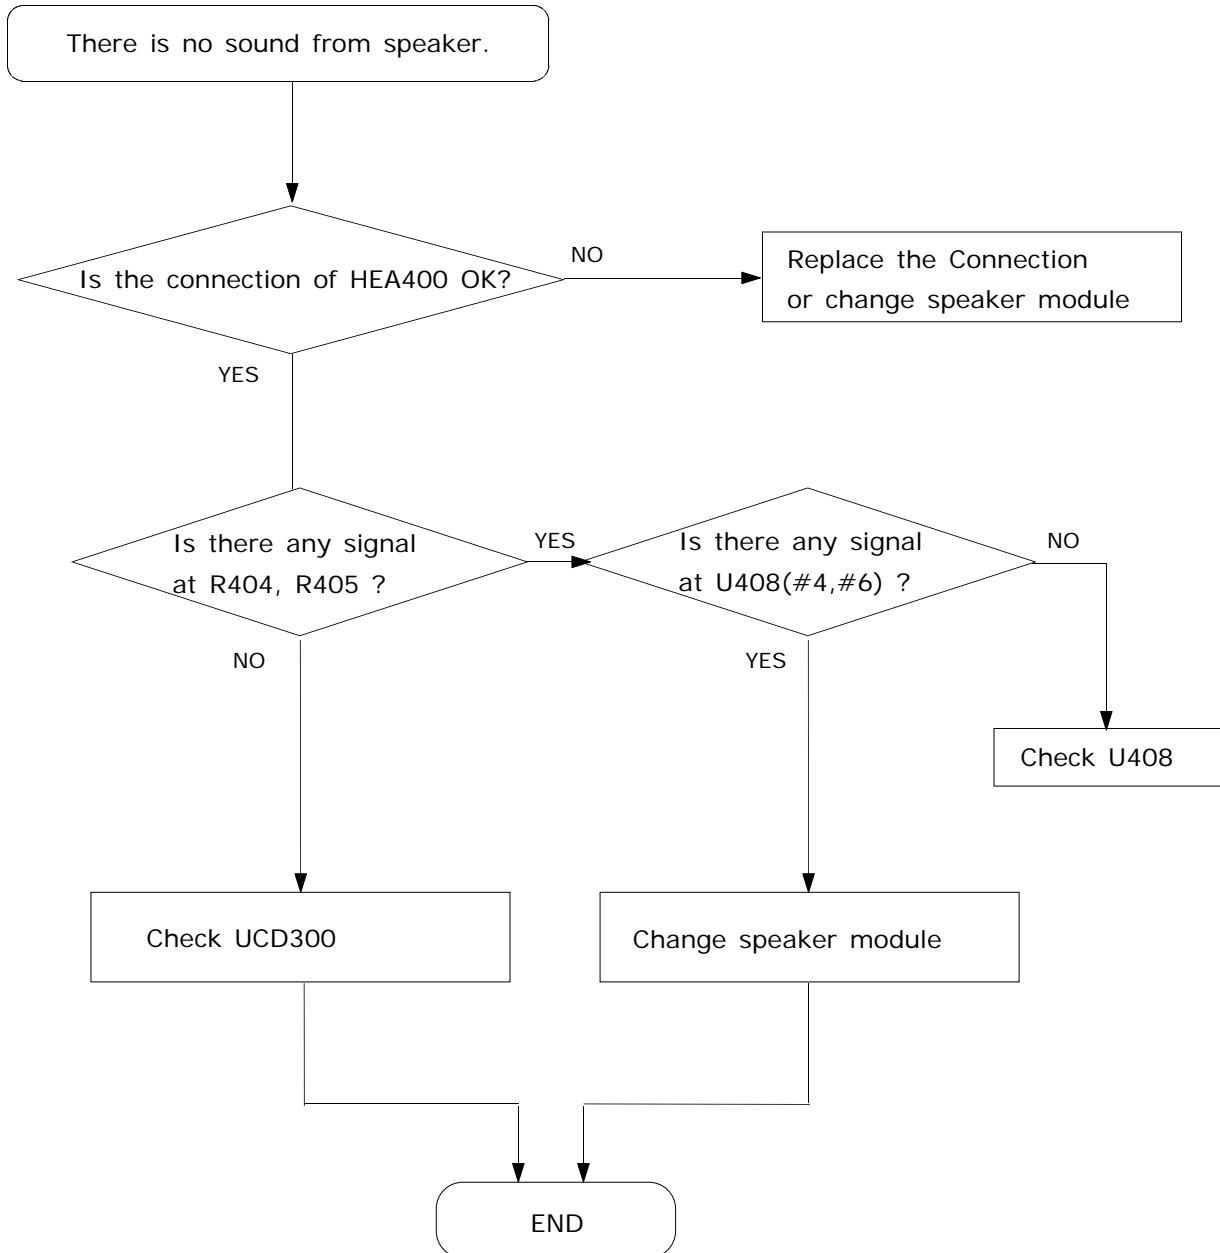 There is no sound from speaker.
Is the connection of HEA400 OK?
NO
Replace the Connection
or change speaker module
YES
Is there any signal
at R404, R405 ?
YES
Is there any signal
at U408(#4,#6) ?
NO
NO
YES
Check U408
Check UCD300
Change speaker module
END